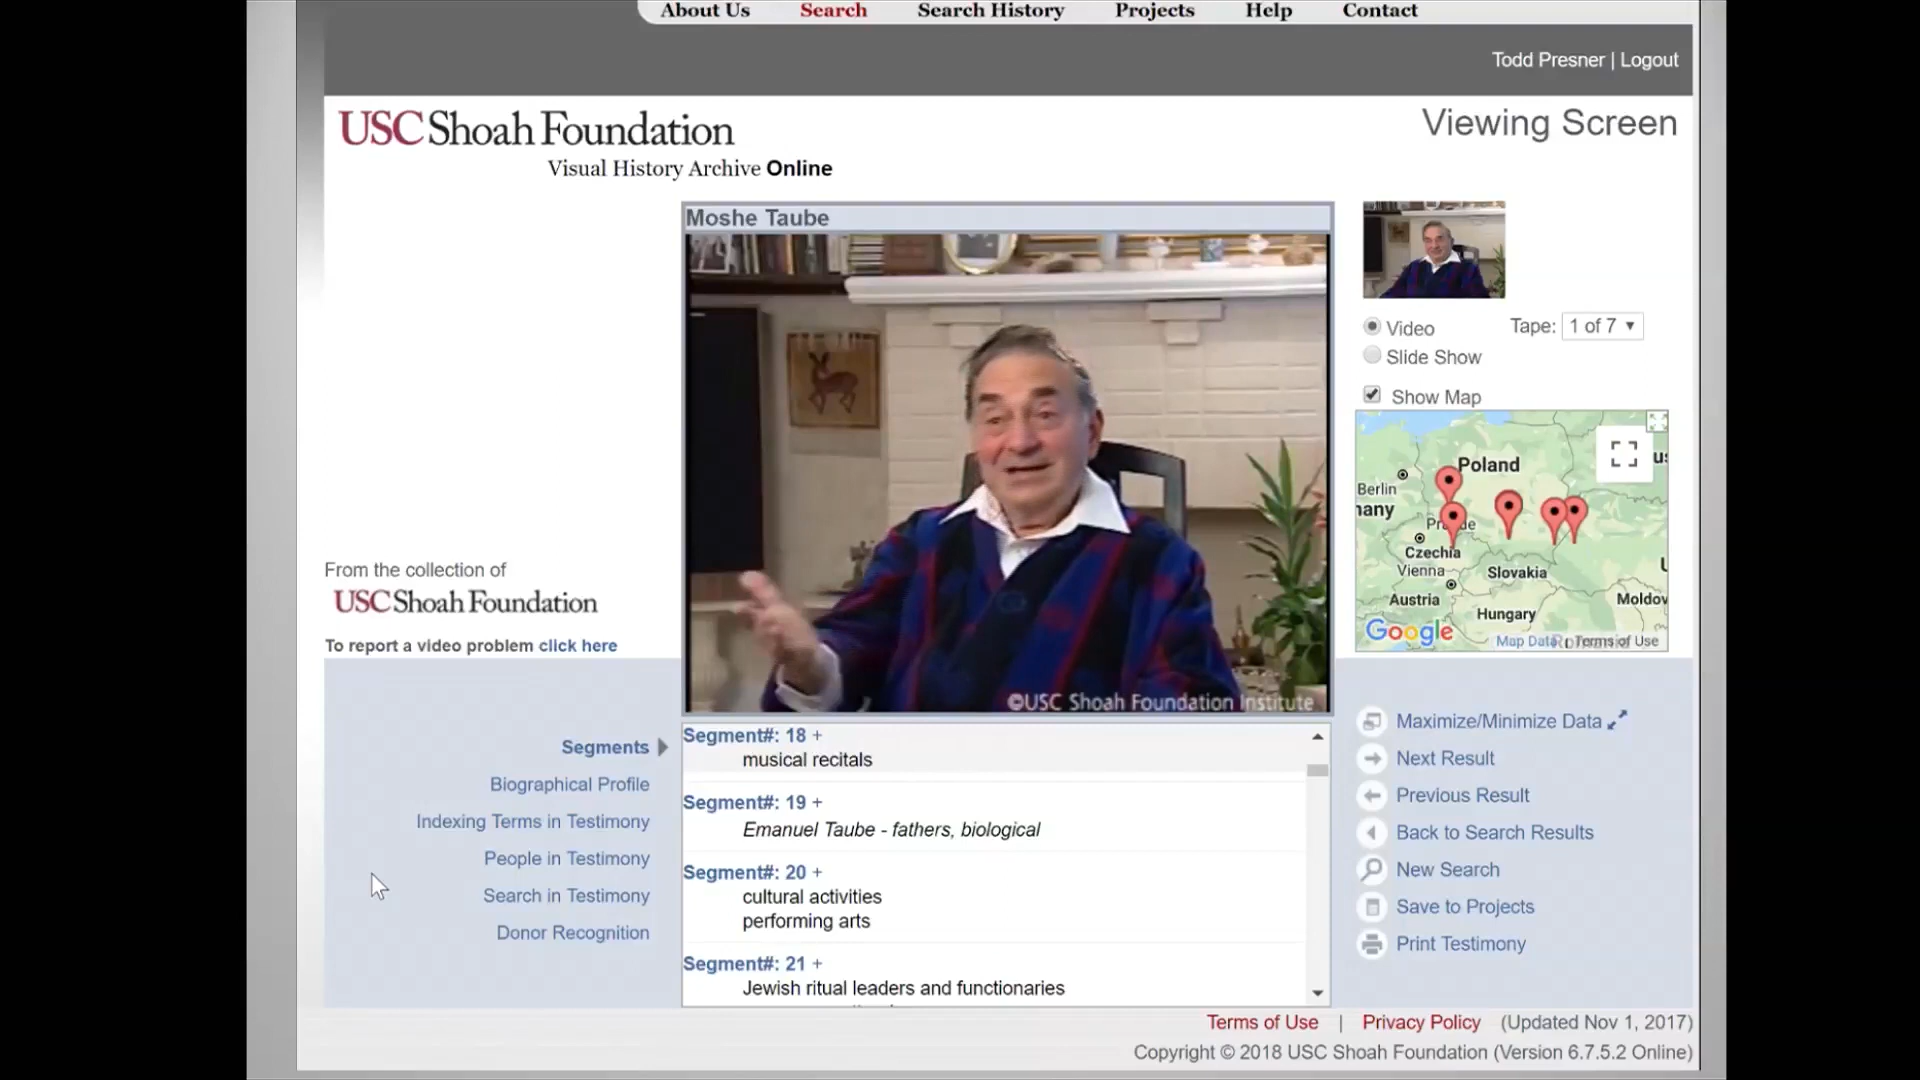 About Us Search Search History Projects Help Contact
Todd Presner | Logout
USC Shoah Foundation
Visual History Archive Online
Viewing Screen
Moshe Taube
Video
Tape: 1 of 7
Slide Show
Show Map
Poland
Berlin
many
Czechia
Vienna
Slovakia
Austria
Hungary
Moldov
Google
Map Data
Terms of Use
©USC Shoah Foundation Institute
From the collection of
USC Shoah Foundation
To report a video problem click here
Segments
Biographical Profile
Indexing Terms in Testimony
People in Testimony
Search in Testimony
Donor Recognition
Segment#: 18 +
musical recitals
Segment#: 19 +
Emanuel Taube - fathers, biological
Segment#: 20 +
cultural activities
performing arts
Segment#: 21 +
Jewish ritual leaders and functionaries
Maximize/Minimize Data
Next Result
Previous Result
Back to Search Results
New Search
Save to Projects
Print Testimony
Terms of Use | Privacy Policy (Updated Nov 1, 2017)
Copyright © 2018 USC Shoah Foundation (Version 6.7.5.2 Online)